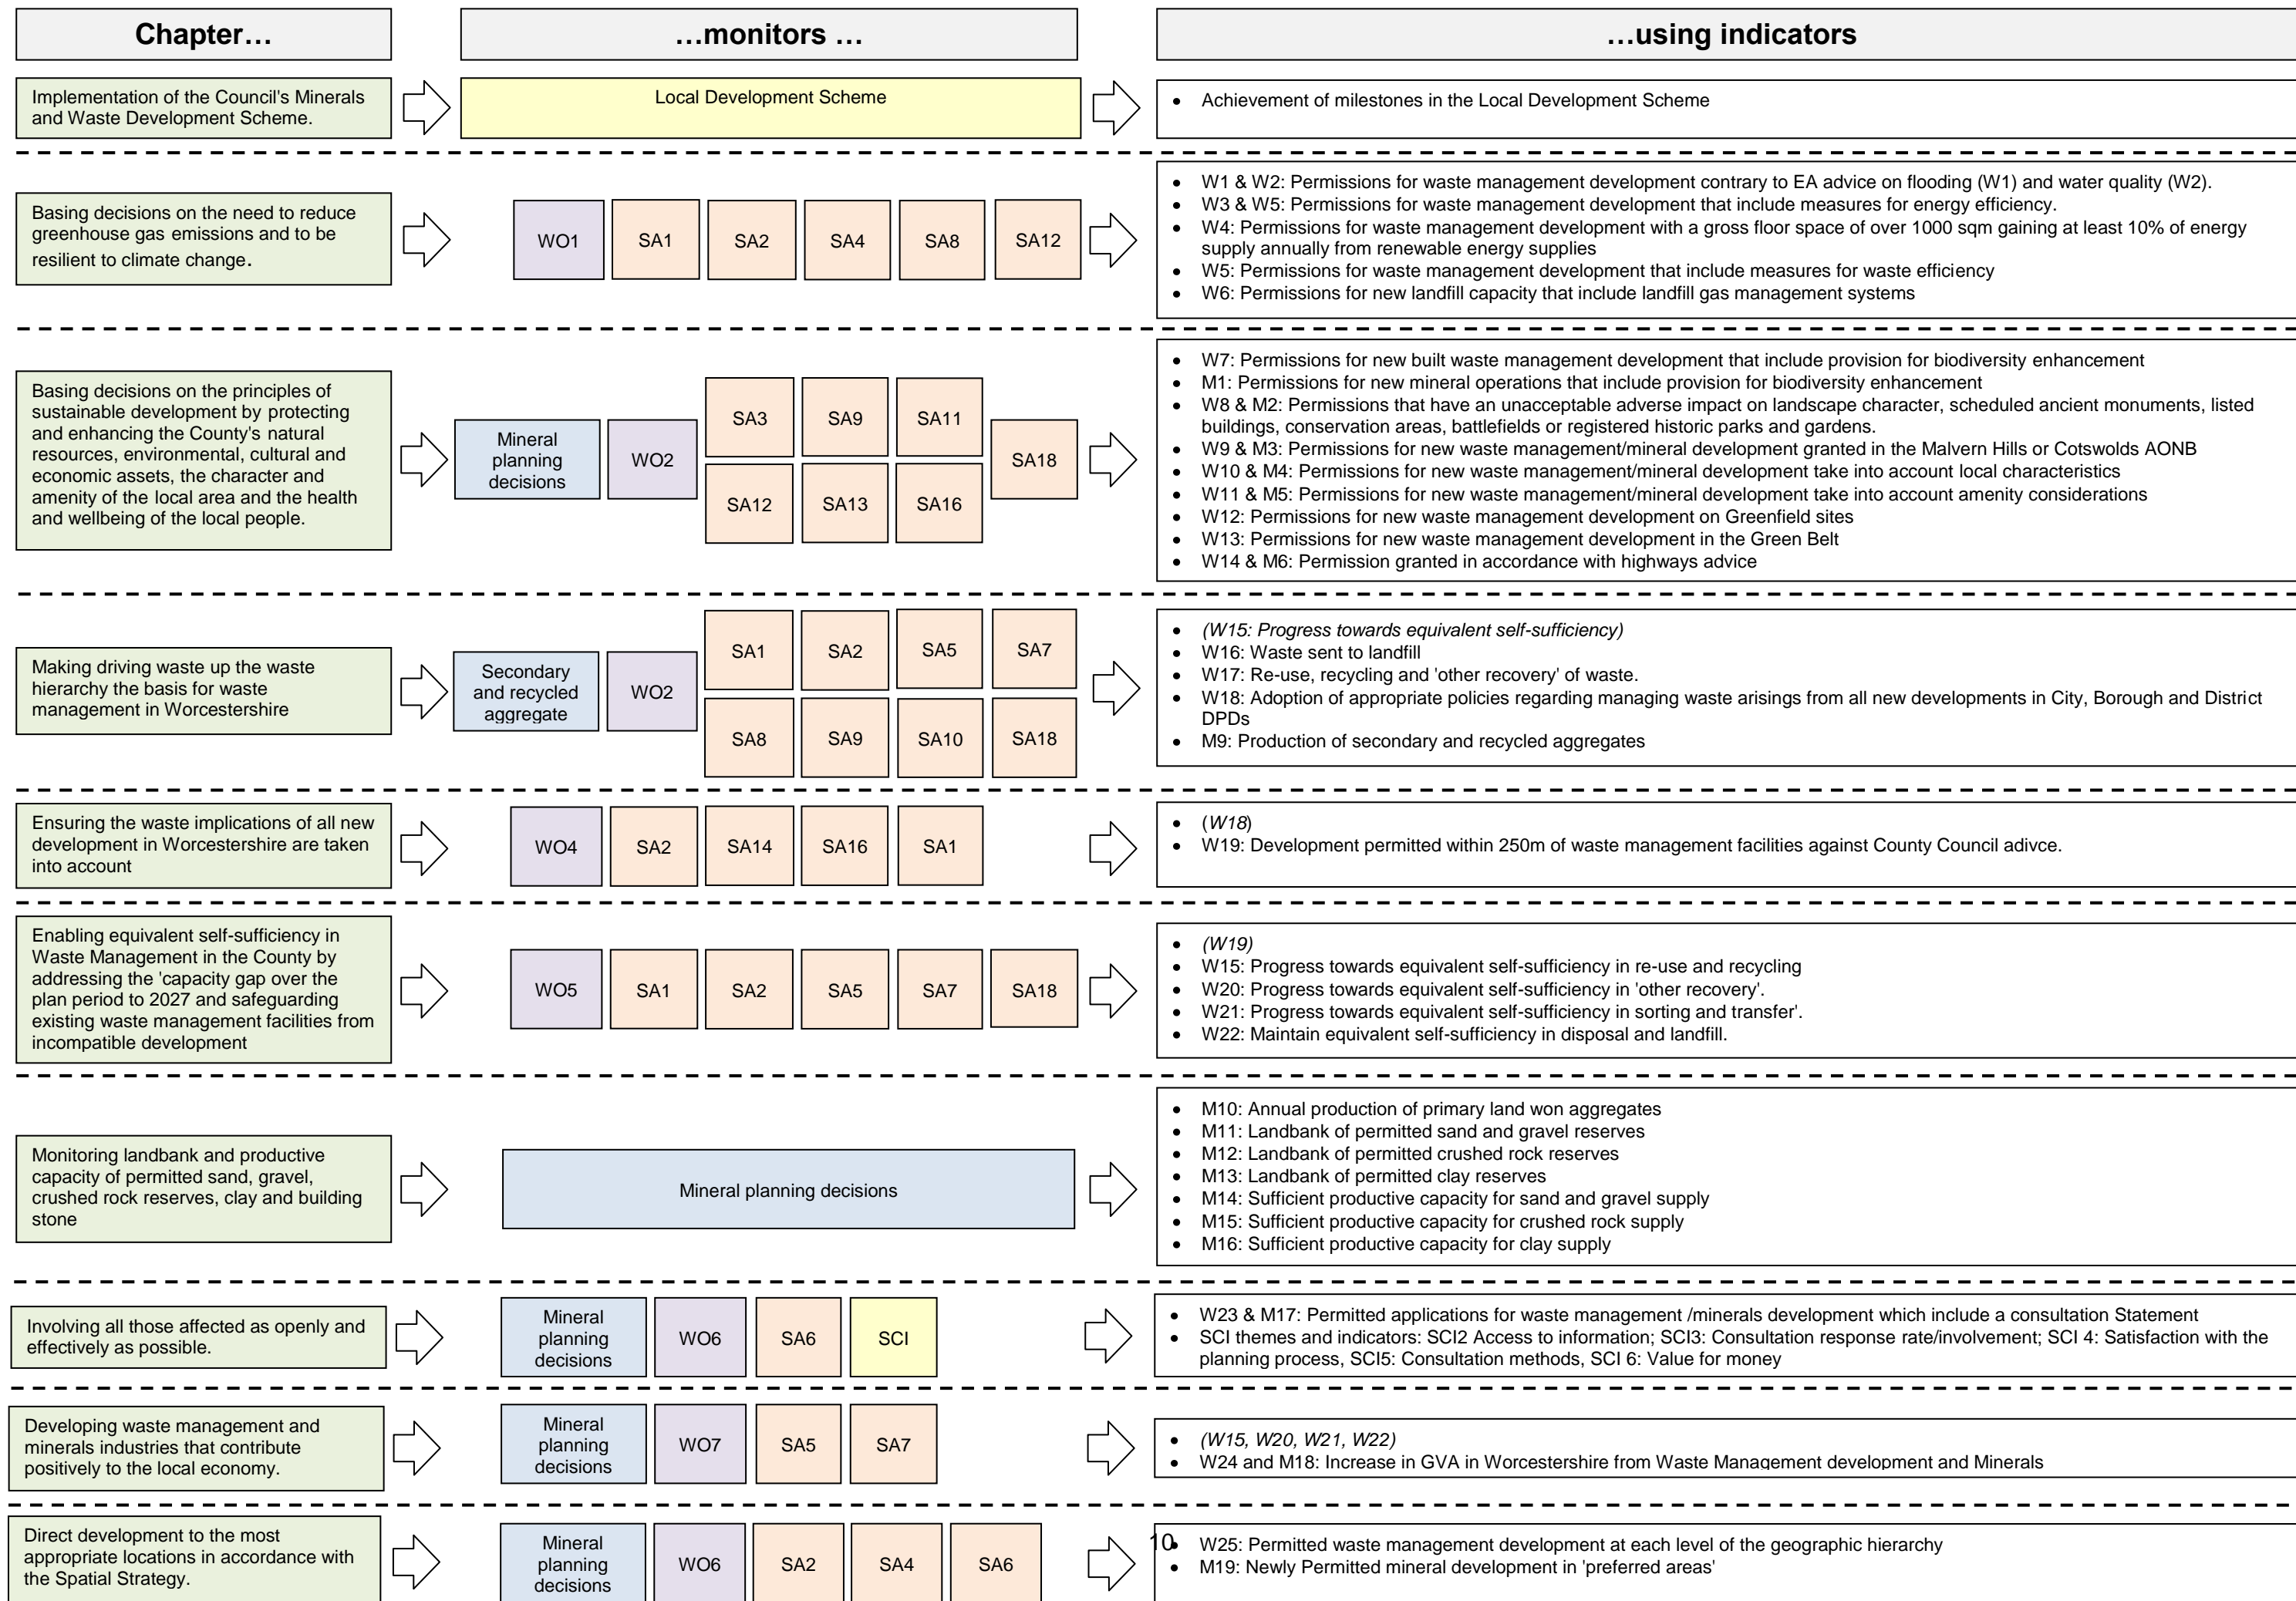 Chapter…
…monitors …
…using indicators
Implementation of the Council's Minerals
and Waste Development Scheme.
Local Development Scheme
• Achievement of milestones in the Local Development Scheme
Basing decisions on the need to reduce
greenhouse gas emissions and to be
resilient to climate change.
WO1
SA1
SA2
SA4
SA8
SA12
• W1 & W2: Permissions for waste management development contrary to EA advice on flooding (W1) and water quality (W2).
• W3 & W5: Permissions for waste management development that include measures for energy efficiency.
• W4: Permissions for waste management development with a gross floor space of over 1000 sqm gaining at least 10% of energy
supply annually from renewable energy supplies
• W5: Permissions for waste management development that include measures for waste efficiency
• W6: Permissions for new landfill capacity that include landfill gas management systems
Basing decisions on the principles of
sustainable development by protecting
and enhancing the County's natural
resources, environmental, cultural and
economic assets, the character and
amenity of the local area and the health
and wellbeing of the local people.
Mineral
planning
decisions
WO2
SA3
SA9
SA11
SA12
SA13
SA16
SA18
• W7: Permissions for new built waste management development that include provision for biodiversity enhancement
• M1: Permissions for new mineral operations that include provision for biodiversity enhancement
• W8 & M2: Permissions that have an unacceptable adverse impact on landscape character, scheduled ancient monuments, listed
buildings, conservation areas, battlefields or registered historic parks and gardens.
• W9 & M3: Permissions for new waste management/mineral development granted in the Malvern Hills or Cotswolds AONB
• W10 & M4: Permissions for new waste management/mineral development take into account local characteristics
• W11 & M5: Permissions for new waste management/mineral development take into account amenity considerations
• W12: Permissions for new waste management development on Greenfield sites
• W13: Permissions for new waste management development in the Green Belt
• W14 & M6: Permission granted in accordance with highways advice
Making driving waste up the waste
hierarchy the basis for waste
management in Worcestershire
Secondary
and recycled
aggregate
WO2
SA1
SA2
SA5
SA7
SA8
SA9
SA10
SA18
• (W15: Progress towards equivalent self-sufficiency)
• W16: Waste sent to landfill
• W17: Re-use, recycling and 'other recovery' of waste.
• W18: Adoption of appropriate policies regarding managing waste arisings from all new developments in City, Borough and District
DPDs
• M9: Production of secondary and recycled aggregates
Ensuring the waste implications of all new
development in Worcestershire are taken
into account
WO4
SA2
SA14
SA16
SA1
• (W18)
• W19: Development permitted within 250m of waste management facilities against County Council adivce.
Enabling equivalent self-sufficiency in
Waste Management in the County by
addressing the 'capacity gap over the
plan period to 2027 and safeguarding
existing waste management facilities from
incompatible development
WO5
SA1
SA2
SA5
SA7
SA18
• (W19)
• W15: Progress towards equivalent self-sufficiency in re-use and recycling
• W20: Progress towards equivalent self-sufficiency in 'other recovery'.
• W21: Progress towards equivalent self-sufficiency in sorting and transfer'.
• W22: Maintain equivalent self-sufficiency in disposal and landfill.
Monitoring landbank and productive
capacity of permitted sand, gravel,
crushed rock reserves, clay and building
stone
Mineral planning decisions
• M10: Annual production of primary land won aggregates
• M11: Landbank of permitted sand and gravel reserves
• M12: Landbank of permitted crushed rock reserves
• M13: Landbank of permitted clay reserves
• M14: Sufficient productive capacity for sand and gravel supply
• M15: Sufficient productive capacity for crushed rock supply
• M16: Sufficient productive capacity for clay supply
Involving all those affected as openly and
effectively as possible.
Mineral
planning
decisions
WO6
SA6
SCI
• W23 & M17: Permitted applications for waste management /minerals development which include a consultation Statement
• SCI themes and indicators: SCI2 Access to information; SCI3: Consultation response rate/involvement; SCI 4: Satisfaction with the
planning process, SCI5: Consultation methods, SCI 6: Value for money
Developing waste management and
minerals industries that contribute
positively to the local economy.
Mineral
planning
decisions
WO7
SA5
SA7
• (W15, W20, W21, W22)
• W24 and M18: Increase in GVA in Worcestershire from Waste Management development and Minerals
Direct development to the most
appropriate locations in accordance with
the Spatial Strategy.
Mineral
planning
decisions
WO6
SA2
SA4
SA6
10
• W25: Permitted waste management development at each level of the geographic hierarchy
• M19: Newly Permitted mineral development in 'preferred areas'